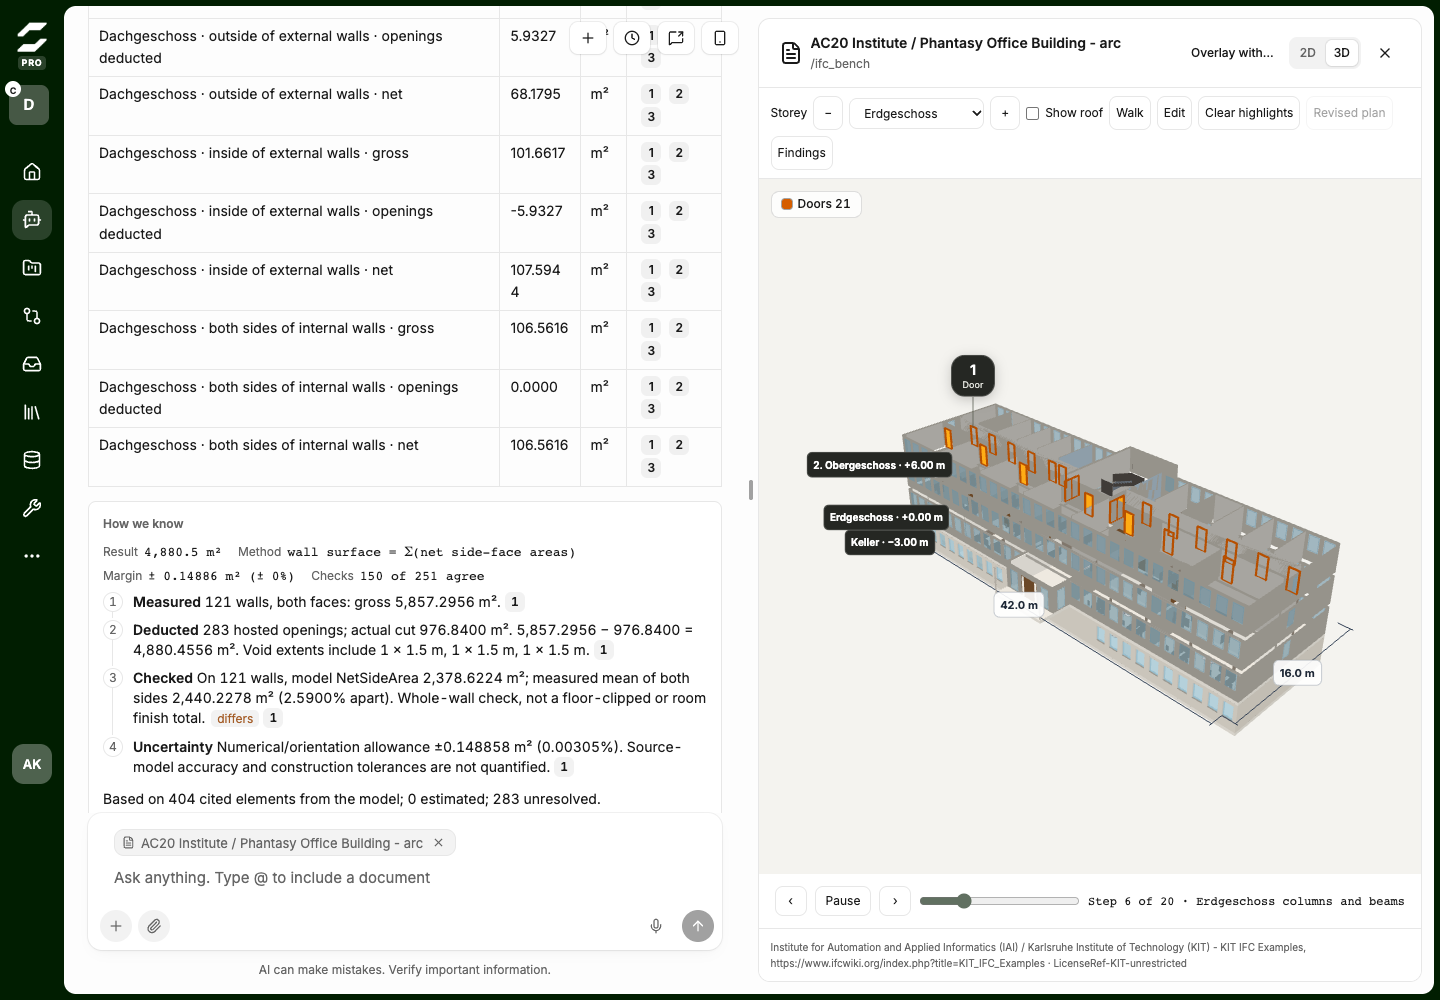 PRO
C
D
AK
Dachgeschoss · outside of external walls · openings
deducted
5.9327
1
3
Dachgeschoss · outside of external walls · net
68.1795
m²
1 2
3
Dachgeschoss · inside of external walls · gross
101.6617
m²
1 2
3
Dachgeschoss · inside of external walls · openings
deducted
-5.9327
m²
1 2
3
Dachgeschoss · inside of external walls · net
107.594
4
m²
1 2
3
Dachgeschoss · both sides of internal walls · gross
106.5616
m²
1 2
3
Dachgeschoss · both sides of internal walls · openings
deducted
0.0000
m²
1 2
3
Dachgeschoss · both sides of internal walls · net
106.5616
m²
1 2
3
How we know
Result 4,880.5 m² Method wall surface = Σ(net side-face areas)
Margin ± 0.14886 m² (± 0%) Checks 150 of 251 agree
1 Measured 121 walls, both faces: gross 5,857.2956 m². 1
2 Deducted 283 hosted openings; actual cut 976.8400 m². 5,857.2956 − 976.8400 =
4,880.4556 m². Void extents include 1 × 1.5 m, 1 × 1.5 m, 1 × 1.5 m. 1
3 Checked On 121 walls, model NetSideArea 2,378.6224 m²; measured mean of both
sides 2,440.2278 m² (2.5900% apart). Whole-wall check, not a floor-clipped or room
finish total. differs 1
4 Uncertainty Numerical/orientation allowance ±0.148858 m² (0.00305%). Source-
model accuracy and construction tolerances are not quantified. 1
Based on 404 cited elements from the model; 0 estimated; 283 unresolved.
AC20 Institute / Phantasy Office Building - arc ×
Ask anything. Type @ to include a document
AI can make mistakes. Verify important information.
AC20 Institute / Phantasy Office Building - arc
/ifc_bench
Overlay with...
2D 3D
Storey − Erdgeschoss + Show roof Walk Edit Clear highlights Revised plan
Findings
Doors 21
1
Door
2. Obergeschoss · +6.00 m
Erdgeschoss · +0.00 m
Keller · −3.00 m
42.0 m
16.0 m
‹ Pause › Step 6 of 20 · Erdgeschoss columns and beams
Institute for Automation and Applied Informatics (IAI) / Karlsruhe Institute of Technology (KIT) - KIT IFC Examples,
https://www.ifcwiki.org/index.php?title=KIT_IFC_Examples · LicenseRef-KIT-unrestricted